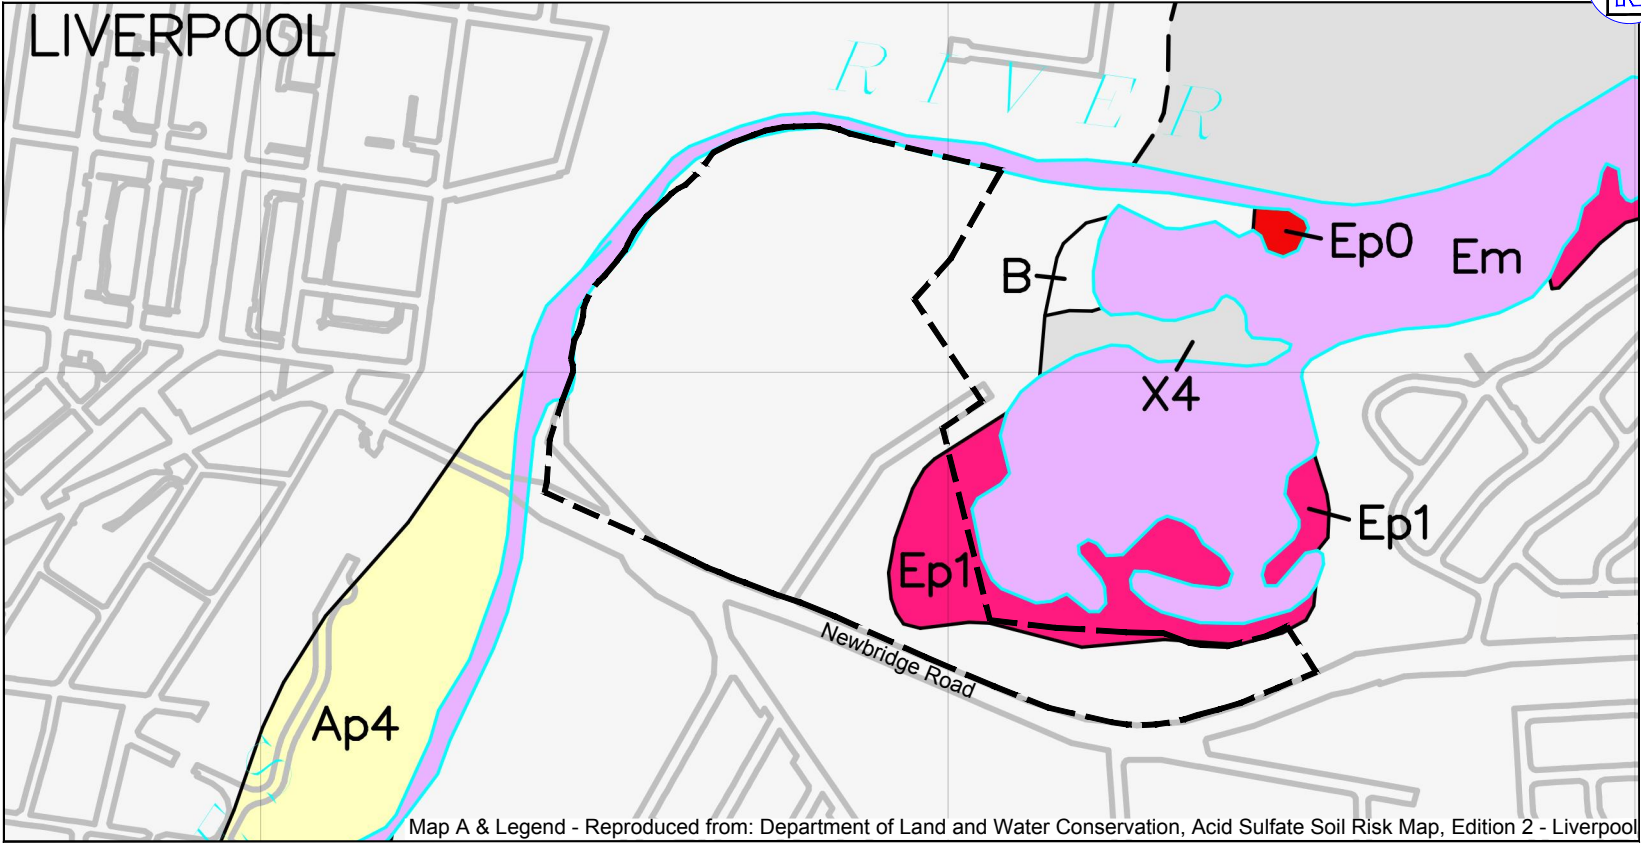 LIVERPOOL
RIVER
Ep0
Em
B
X4
Ep1
Ep1
Newbridge Road
Ap4
Map A & Legend - Reproduced from: Department of Land and Water Conservation, Acid Sulfate Soil Risk Map, Edition 2 - Liverpool